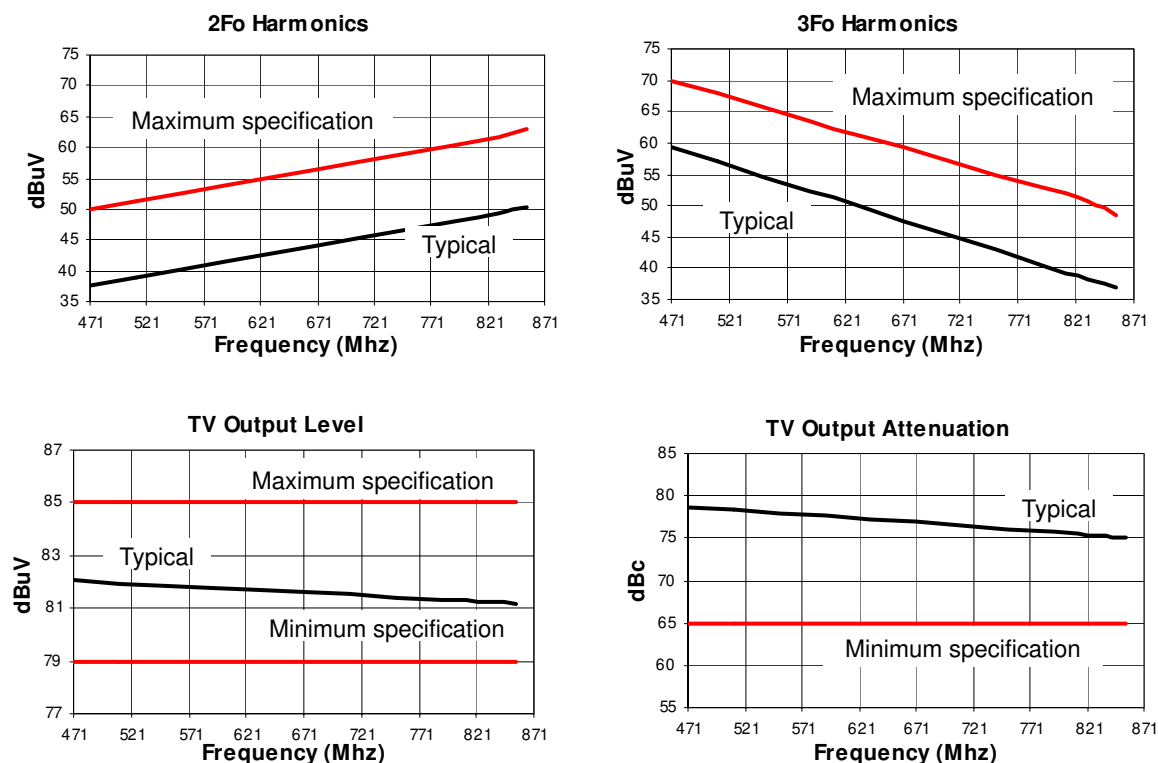 2Fo Harmonics
75
70
65
60
55
50
45
40
35
dBuV
Maximum specification
Typical
471 521 571 621 671 721 771 821 871
Frequency (Mhz)
3Fo Harmonics
75
70
65
60
55
50
45
40
35
dBuV
Maximum specification
Typical
471 521 571 621 671 721 771 821 871
Frequency (Mhz)
TV Output Level
87
85
83
81
79
77
dBuV
Maximum specification
Typical
Minimum specification
471 521 571 621 671 721 771 821 871
Frequency (Mhz)
TV Output Attenuation
85
80
75
70
65
60
55
dBc
Typical
Minimum specification
471 521 571 621 671 721 771 821 871
Frequency (Mhz)